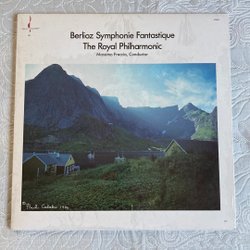 Berlioz Symphonie Fantastique
The Royal Philharmonic
Massimo Freccia, Conductor